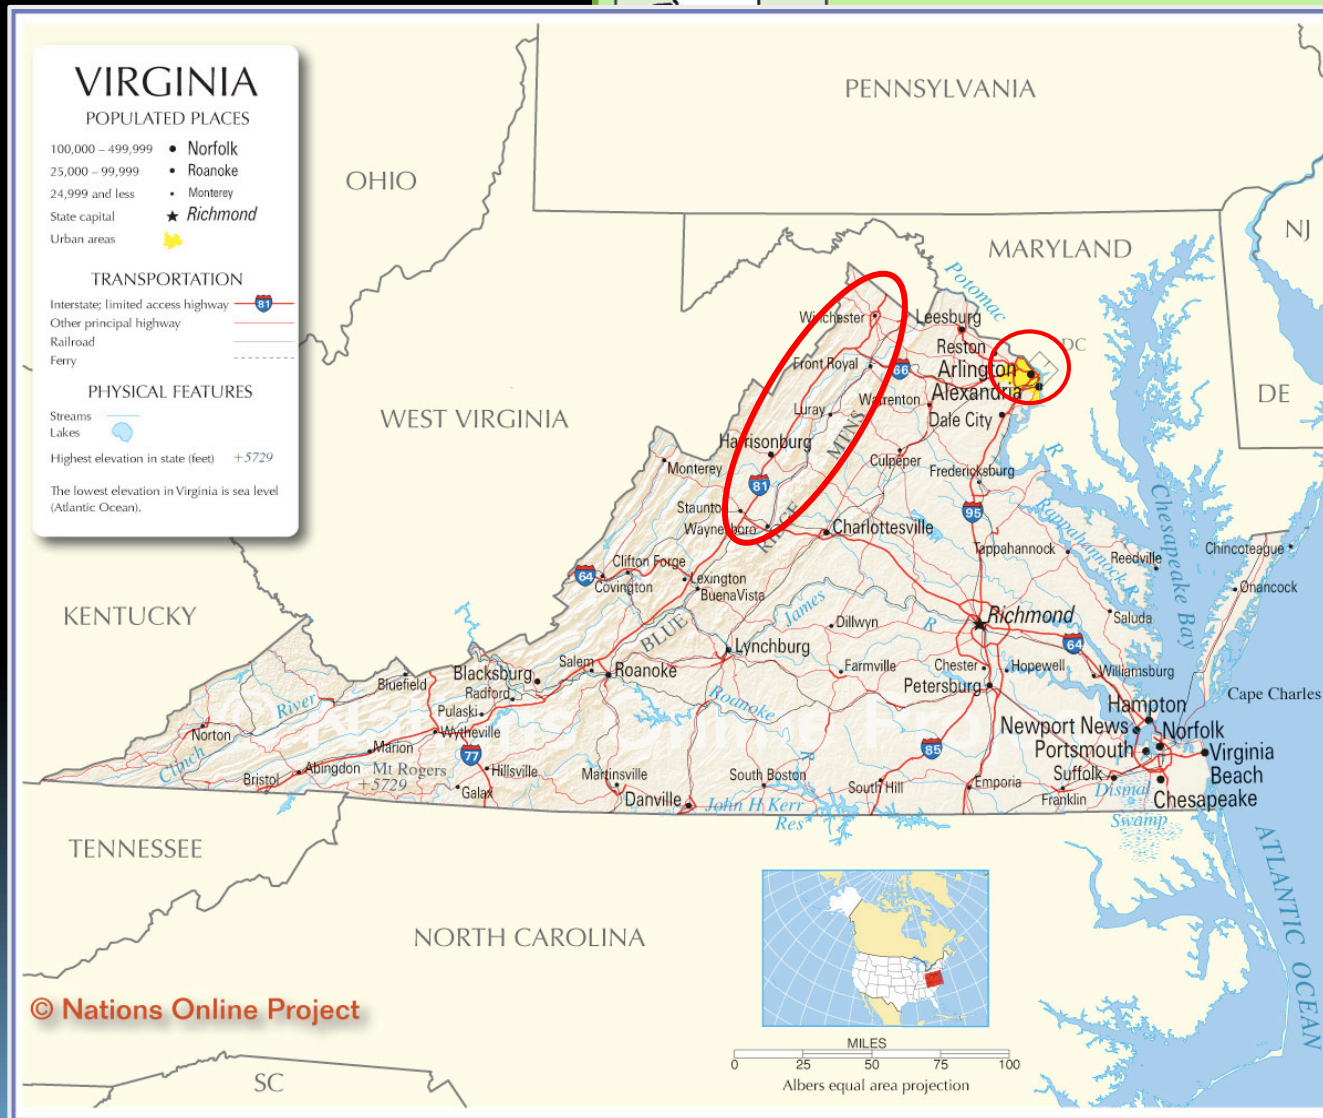 VIRGINIA
POPULATED PLACES
100,000 – 499,999 • Norfolk
25,000 – 99,999 • Roanoke
24,999 and less • Monterey
State capital ★ Richmond
Urban areas
TRANSPORTATION
Interstate; limited access highway 81
Other principal highway
Railroad
Ferry
PHYSICAL FEATURES
Streams
Lakes
Highest elevation in state (feet) +5729
The lowest elevation in Virginia is sea level
(Atlantic Ocean).
PENNSYLVANIA
OHIO
NJ
MARYLAND
Potomac
Winchester
Leesburg
DC
Reston
Front Royal
66
Arlington
DE
WEST VIRGINIA
Luray
Warrenton
Alexandria
Dale City
Harrisonburg
MTNS
Monterey
Culpeper
Fredericksburg
R
81
Staunton
95
Rappahannock R
Chesapeake Bay
Waynesboro
RIDGE
Charlottesville
Tappahannock
Reedville
Chincoteague
Clifton Forge
64
Covington
Lexington
Buena Vista
Onancock
KENTUCKY
BLUE
James
R
Dillwyn
Richmond
Saluda
Lynchburg
64
Salem
Roanoke
Farmville
Chester
Hopewell
Williamsburg
Blacksburg
Bluefield
Radford
Petersburg
Cape Charles
River
Roanoke
R
Pulaski
Hampton
© Nations Online Project
Norton
Wytheville
Newport News
Norfolk
Clinch
Marion
77
85
Portsmouth
Virginia
Beach
Bristol
Abingdon
Mt Rogers
+5729
Hillsville
Martinsville
South Boston
South Hill
Emporia
Suffolk
Galax
Danville
John H Kerr
Res
Franklin
Dismal
Swamp
Chesapeake
TENNESSEE
ATLANTIC OCEAN
NORTH CAROLINA
© Nations Online Project
MILES
0 25 50 75 100
Albers equal area projection
SC